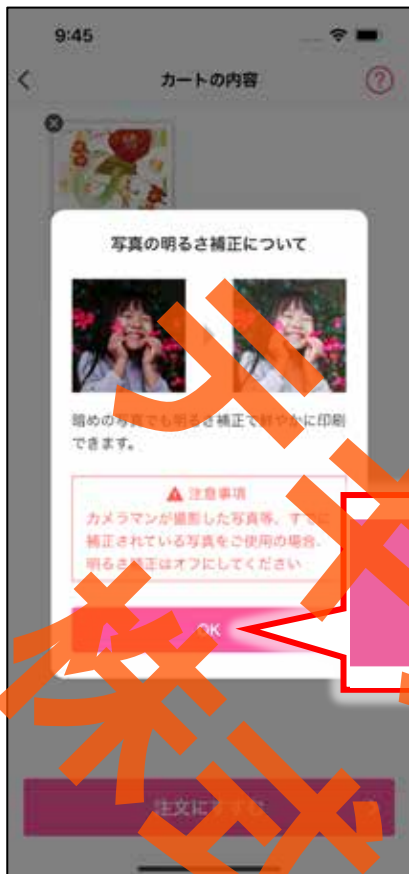 9:45
カートの内容
?
写真の明るさ補正について
暗めの写真でも明るさ補正で鮮やかに印刷
できます。
注意事項
カメラマンが撮影した写真等、すでに
補正されている写真をご使用の場合、
明るさ補正はオフにしてください
OK
注文にすすむ